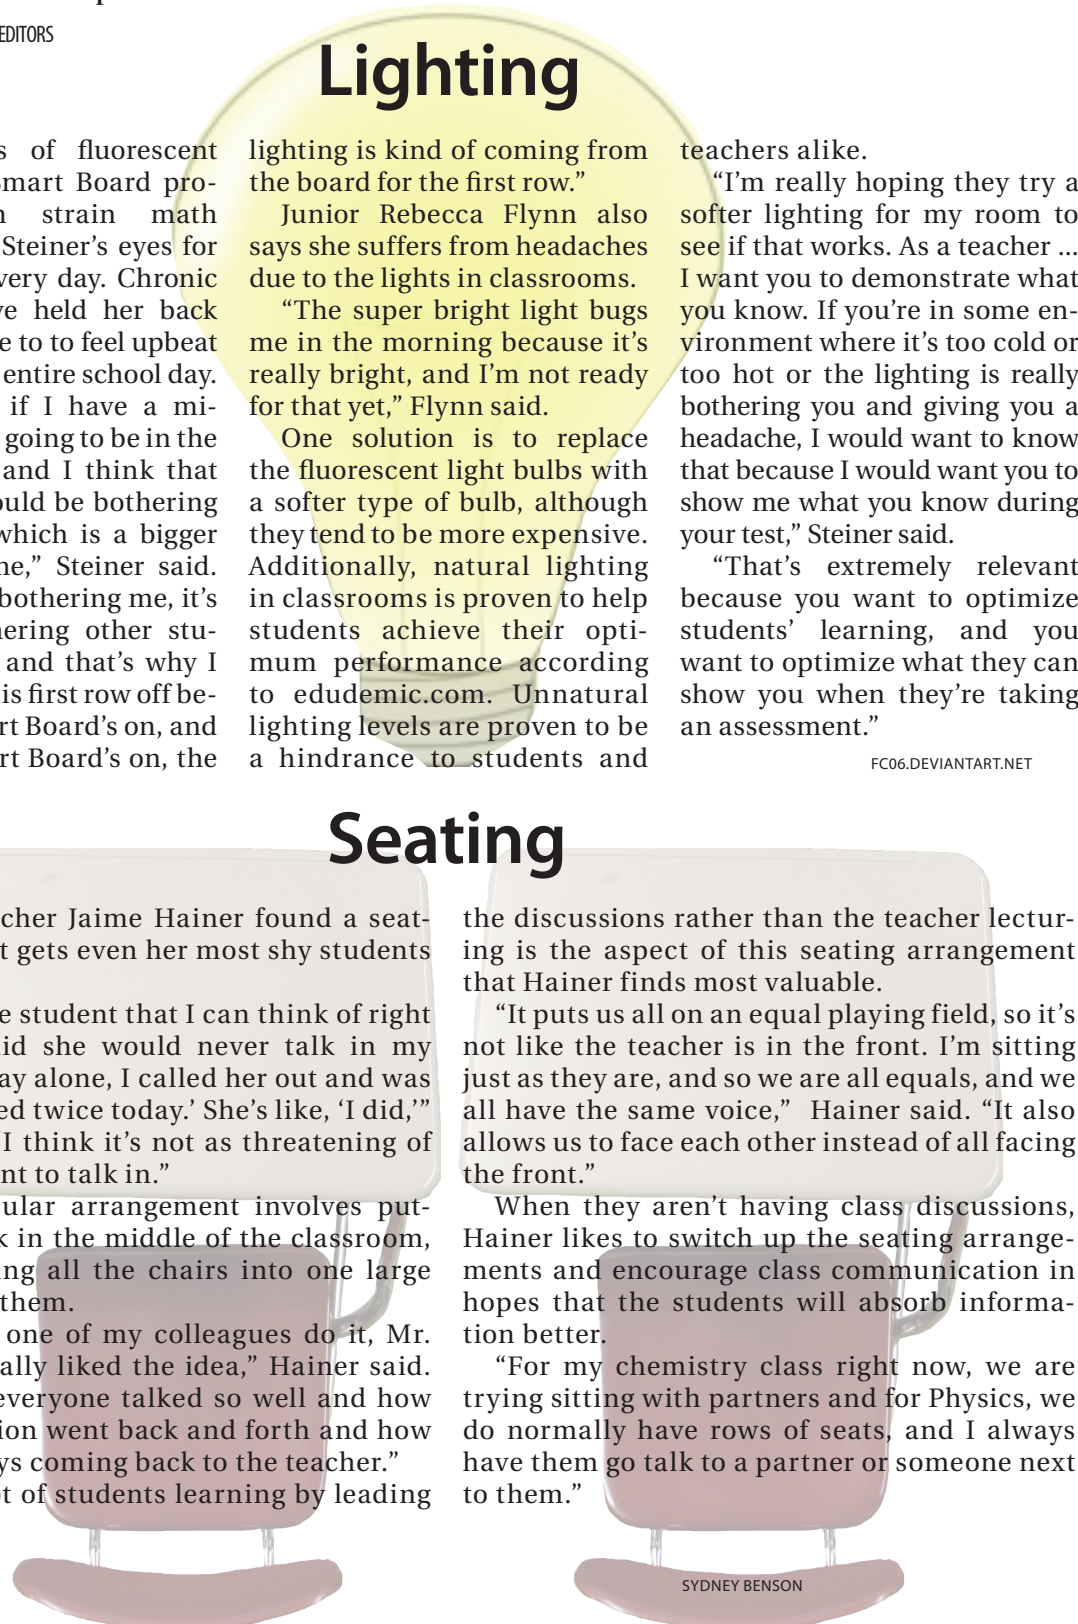 EDITORS
Lighting
of fluorescent
Smart Board pro-
strain math
Steiner's eyes for
every day. Chronic
held her back
to to feel upbeat
entire school day.
if I have a mi-
going to be in the
and I think that
be bothering
which is a bigger
Steiner said.
bothering me, it's
other stu-
and that's why I
first row off be-
Board's on, and
Board's on, the
lighting is kind of coming from
the board for the first row."
Junior Rebecca Flynn also
says she suffers from headaches
due to the lights in classrooms.
"The super bright light bugs
me in the morning because it's
really bright, and I'm not ready
for that yet," Flynn said.
One solution is to replace
the fluorescent light bulbs with
a softer type of bulb, although
they tend to be more expensive.
Additionally, natural lighting
in classrooms is proven to help
students achieve their opti-
mum performance according
to edudemic.com. Unnatural
lighting levels are proven to be
a hindrance to students and
teachers alike.
"I'm really hoping they try a
softer lighting for my room to
see if that works. As a teacher ...
I want you to demonstrate what
you know. If you're in some en-
vironment where it's too cold or
too hot or the lighting is really
bothering you and giving you a
headache, I would want to know
that because I would want you to
show me what you know during
your test," Steiner said.
"That's extremely relevant
because you want to optimize
students' learning, and you
want to optimize what they can
show you when they're taking
an assessment."
FC06.DEVIANTART.NET
Seating
Jaime Hainer found a seat-
gets even her most shy students
student that I can think of right
she would never talk in my
alone, I called her out and was
twice today.' She's like, 'I did,'"
"I think it's not as threatening of
to talk in."
arrangement involves put-
in the middle of the classroom,
all the chairs into one large
them.
one of my colleagues do it, Mr.
liked the idea," Hainer said.
everyone talked so well and how
went back and forth and how
coming back to the teacher."
of students learning by leading
the discussions rather than the teacher lectur-
ing is the aspect of this seating arrangement
that Hainer finds most valuable.
"It puts us all on an equal playing field, so it's
not like the teacher is in the front. I'm sitting
just as they are, and so we are all equals, and we
all have the same voice," Hainer said. "It also
allows us to face each other instead of all facing
the front."
When they aren't having class discussions,
Hainer likes to switch up the seating arrange-
ments and encourage class communication in
hopes that the students will absorb informa-
tion better.
"For my chemistry class right now, we are
trying sitting with partners and for Physics, we
do normally have rows of seats, and I always
have them go talk to a partner or someone next
to them."
SYDNEY BENSON